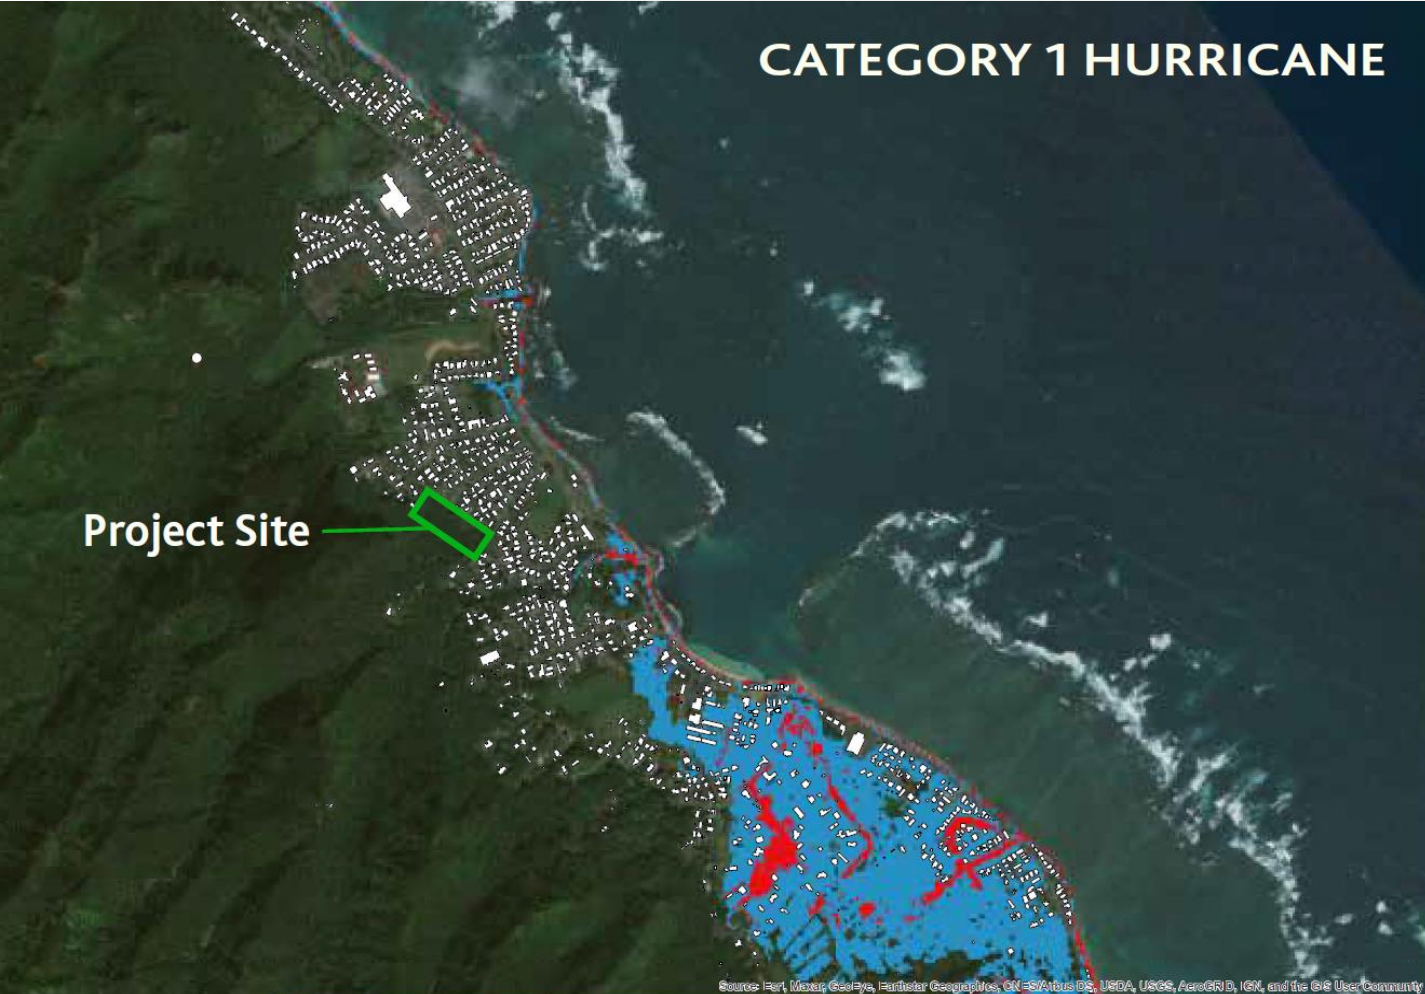 CATEGORY 1 HURRICANE
Project Site
Source: Esri, Maxar, GeoEye, Earthstar Geographics, CNES/Airbus DS, USDA, USGS, AeroGRID, IGN, and the GIS User Community